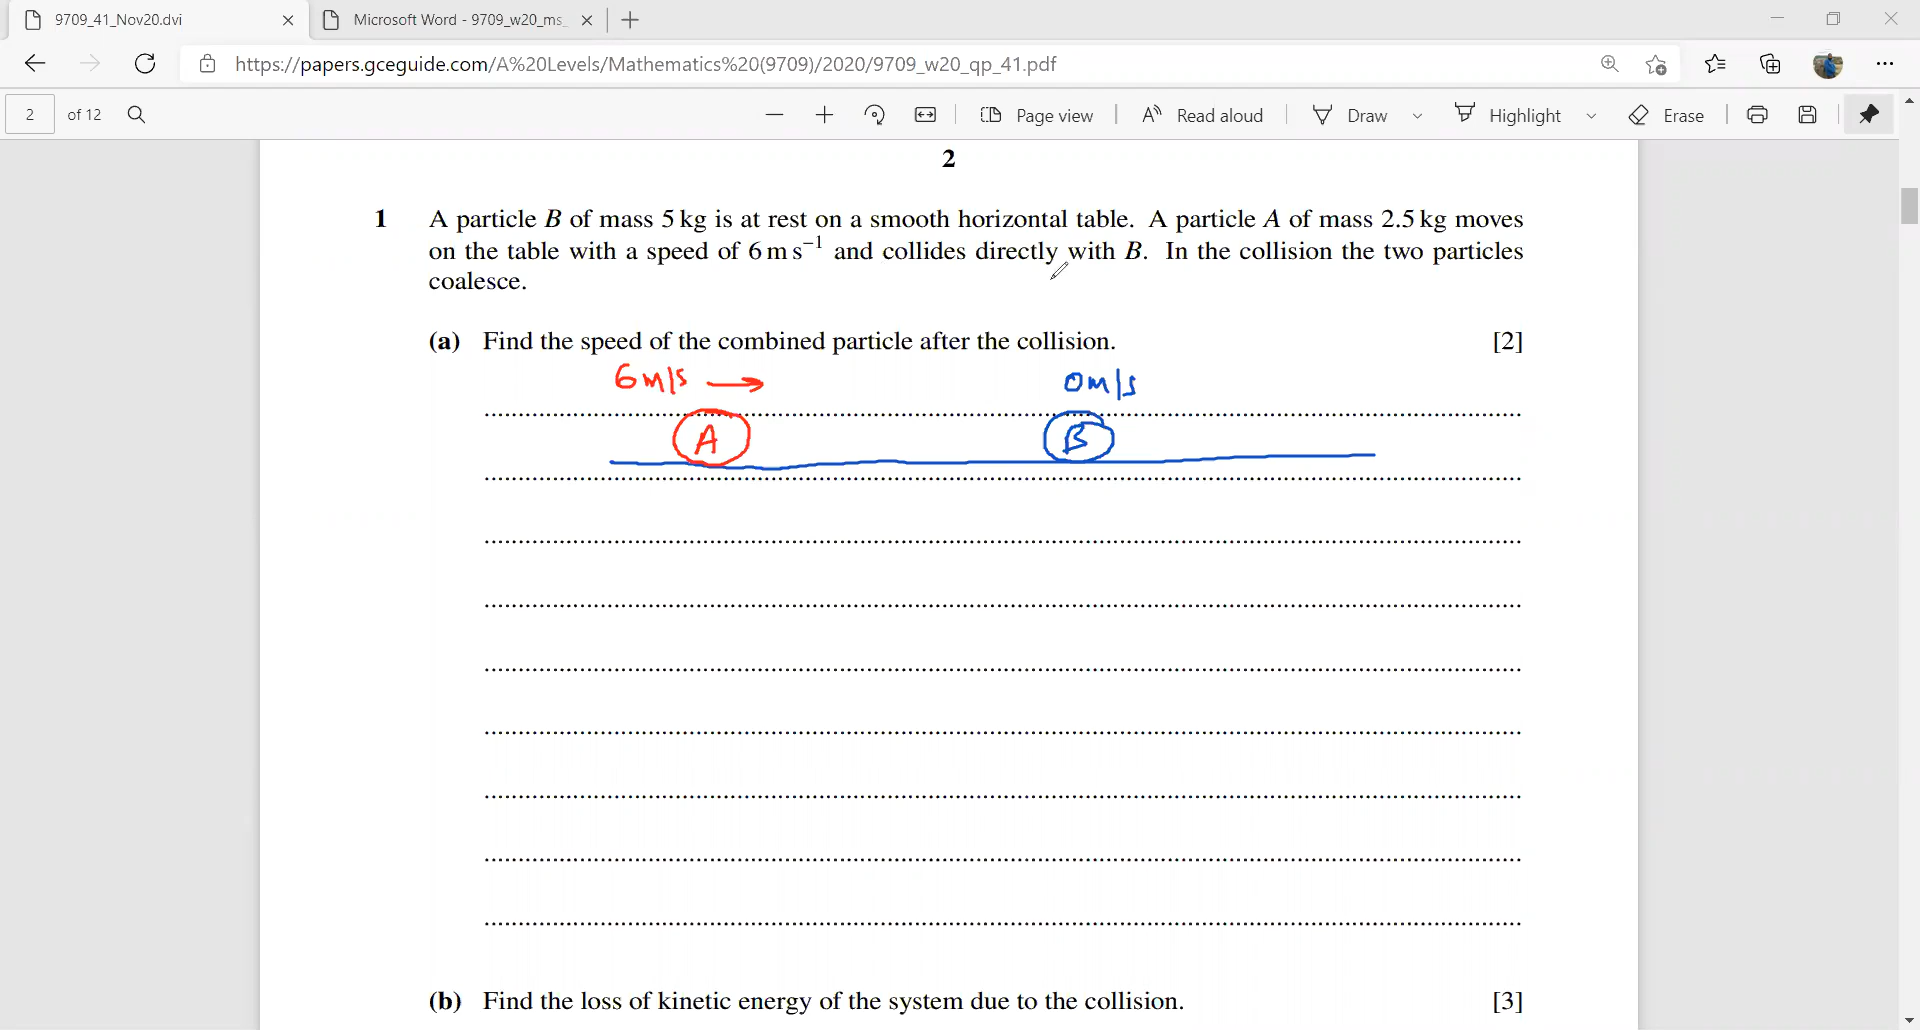 9709_41_Nov20.dvi
Microsoft Word - 9709_w20_ms_
https://papers.gceguide.com/A%20Levels/Mathematics%20(9709)/2020/9709_w20_qp_41.pdf
2 of 12
Page view
Read aloud
Draw
Highlight
Erase
2
1 A particle B of mass 5 kg is at rest on a smooth horizontal table. A particle A of mass 2.5 kg moves
on the table with a speed of 6 m s⁻¹ and collides directly with B. In the collision the two particles
coalesce.
(a) Find the speed of the combined particle after the collision. [2]
6m/s
0m/s
A
B
(b) Find the loss of kinetic energy of the system due to the collision. [3]